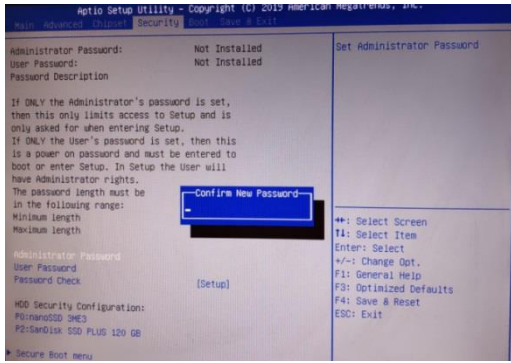 Aptio Setup Utility - Copyright (C) 2019 American Megatrends, Inc.
Main Advanced Chipset Security Boot Save & Exit
Administrator Password: Not Installed
User Password: Not Installed
Password Description
If ONLY the Administrator's password is set,
then this only limits access to Setup and is
only asked for when entering Setup.
If ONLY the User's password is set, then this
is a power on password and must be entered to
boot or enter Setup. In Setup the User will
have Administrator rights.
The password length must be
in the following range:
Minimum length
Maximum length
Administrator Password
User Password
Password Check [Setup]
HDD Security Configuration:
P0:nanoSSD 3ME3
P2:SanDisk SSD PLUS 120 GB
Secure Boot menu
Confirm New Password
Set Administrator Password
→←: Select Screen
↑↓: Select Item
Enter: Select
+/-: Change Opt.
F1: General Help
F3: Optimized Defaults
F4: Save & Reset
ESC: Exit